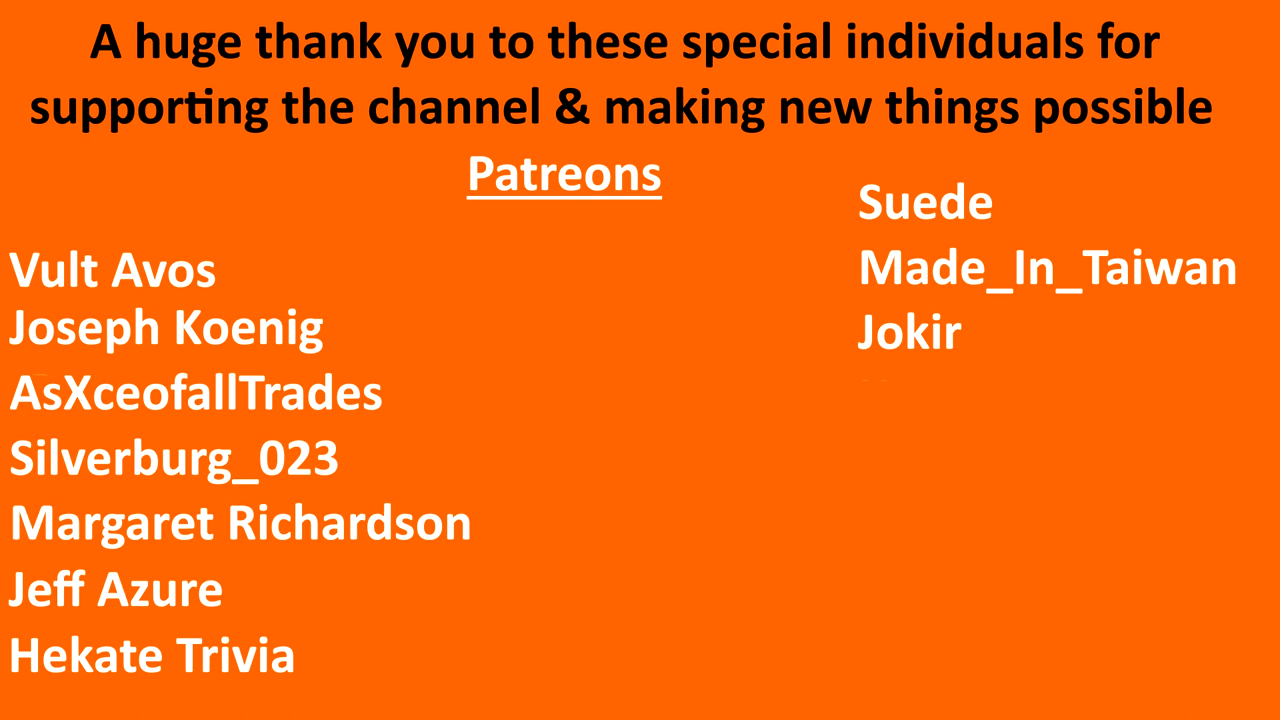 A huge thank you to these special individuals for
supporting the channel & making new things possible
Patreons
Vult Avos
Joseph Koenig
AsXceofallTrades
Silverburg_023
Margaret Richardson
Jeff Azure
Hekate Trivia
Suede
Made_In_Taiwan
Jokir